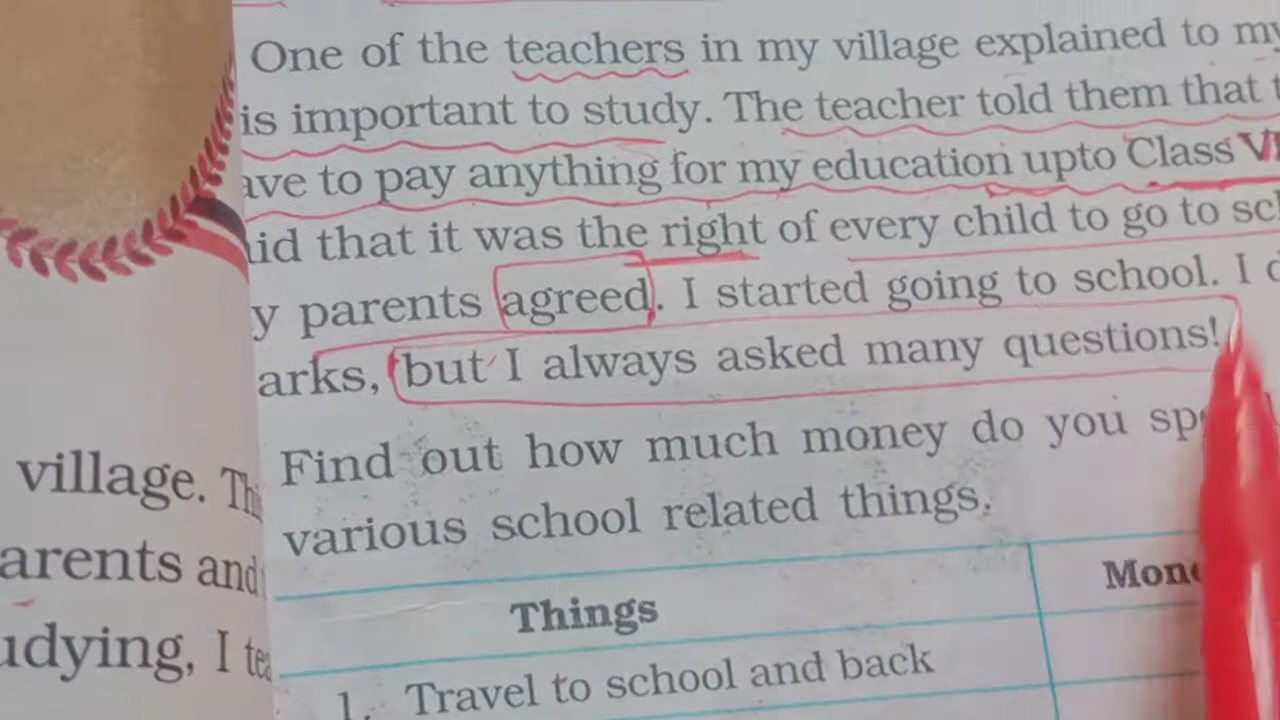 village. Th
arents and
udying, I te
One of the teachers in my village explained to my
is important to study. The teacher told them that t
ave to pay anything for my education upto Class VI
id that it was the right of every child to go to sc
y parents agreed. I started going to school. I d
arks, but I always asked many questions!
Find out how much money do you sp
various school related things.
Things Mon
1. Travel to school and back